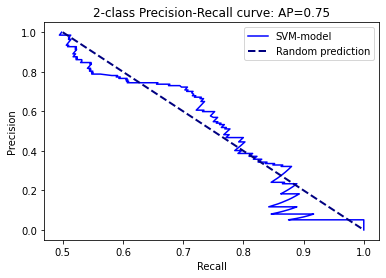 2-class Precision-Recall curve: AP=0.75
SVM-model
Random prediction
Precision
1.0
0.8
0.6
0.4
0.2
0.0
0.5 0.6 0.7 0.8 0.9 1.0
Recall